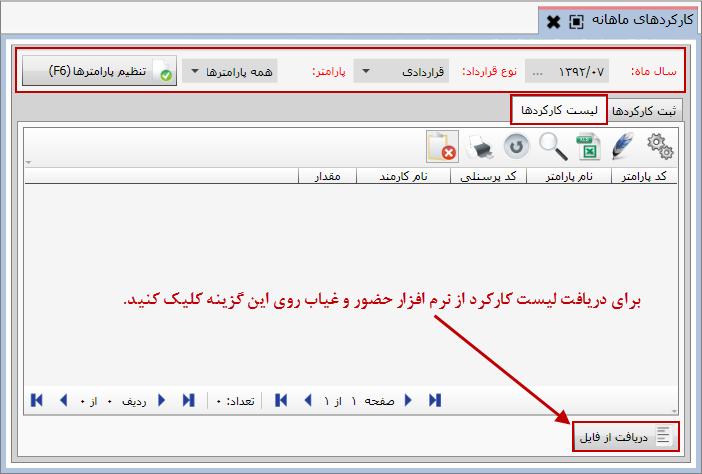 کارکردهای ماهانه
سال ماه: ۱۳۹۲/۰۷ ... نوع قرارداد: قراردادی پارامتر: همه پارامترها تنظیم پارامترها (F6)
ثبت کارکردها لیست کارکردها
کد پارامتر نام پارامتر کد پرسنلی نام کارمند مقدار
برای دریافت لیست کارکرد از نرم افزار حضور و غیاب روی این گزینه کلیک کنید.
صفحه ۱ از ۱ تعداد: ۰ ردیف ۰ از ۰
دریافت از فایل